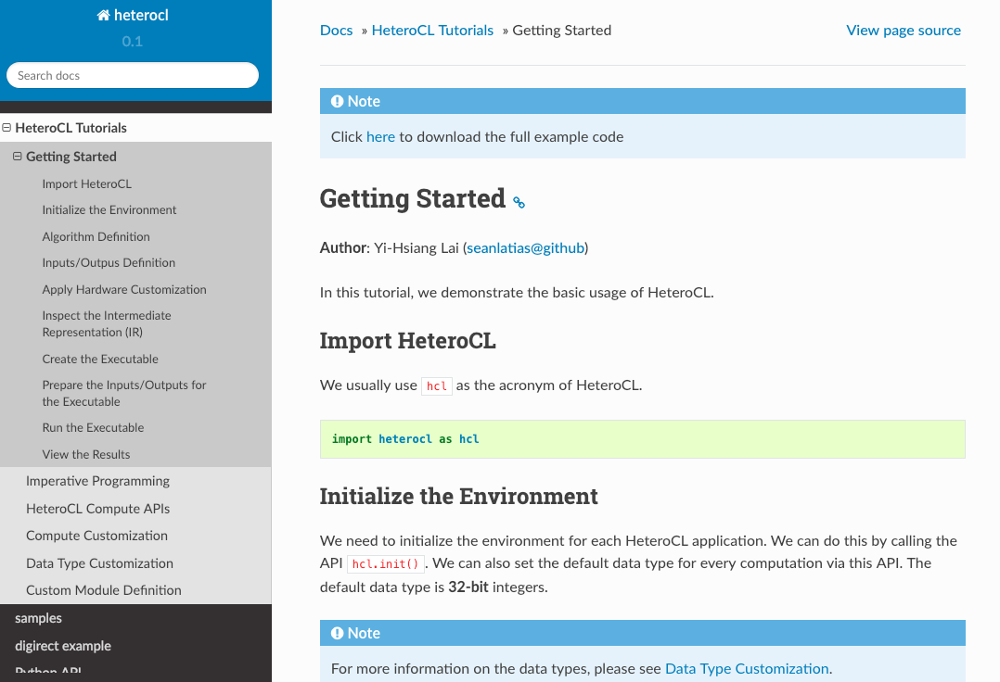 heterocl
0.1
Search docs
HeteroCL Tutorials
Getting Started
Import HeteroCL
Initialize the Environment
Algorithm Definition
Inputs/Outpus Definition
Apply Hardware Customization
Inspect the Intermediate
Representation (IR)
Create the Executable
Prepare the Inputs/Outputs for
the Executable
Run the Executable
View the Results
Imperative Programming
HeteroCL Compute APIs
Compute Customization
Data Type Customization
Custom Module Definition
samples
digirect example
Python API
Docs » HeteroCL Tutorials » Getting Started
View page source
Note
Click here to download the full example code
Getting Started
Author: Yi-Hsiang Lai (seanlatias@github)
In this tutorial, we demonstrate the basic usage of HeteroCL.
Import HeteroCL
We usually use hcl as the acronym of HeteroCL.
import heterocl as hcl
Initialize the Environment
We need to initialize the environment for each HeteroCL application. We can do this by calling the
API hcl.init(). We can also set the default data type for every computation via this API. The
default data type is 32-bit integers.
Note
For more information on the data types, please see Data Type Customization.